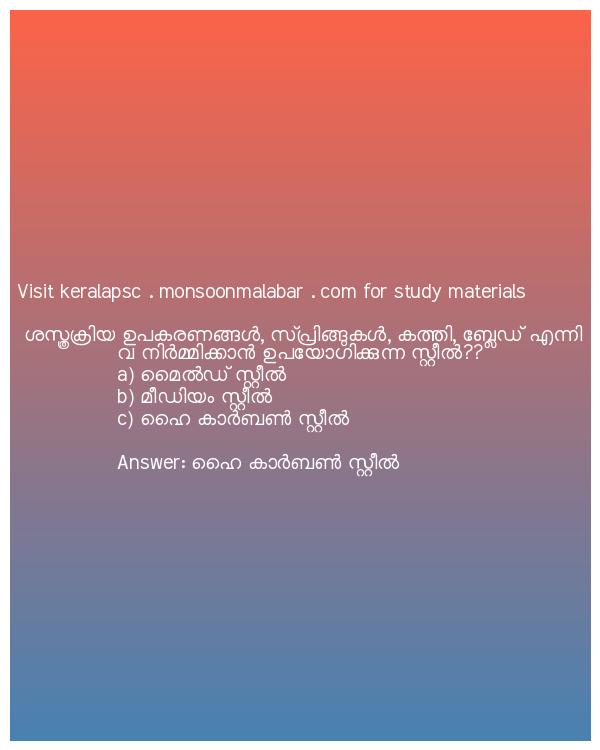 Visit keralapsc . monsoonmalabar . com for study materials
ശസ്ത്രക്രിയ ഉപകരണങ്ങൾ, സ്പ്രിങ്ങുകൾ, കത്തി, ബ്ലേഡ് എന്നി
വ നിർമ്മിക്കാൻ ഉപയോഗിക്കുന്ന സ്റ്റീൽ??
a) മൈൽഡ് സ്റ്റീൽ
b) മീഡിയം സ്റ്റീൽ
c) ഹൈ കാർബൺ സ്റ്റീൽ
Answer: ഹൈ കാർബൺ സ്റ്റീൽ